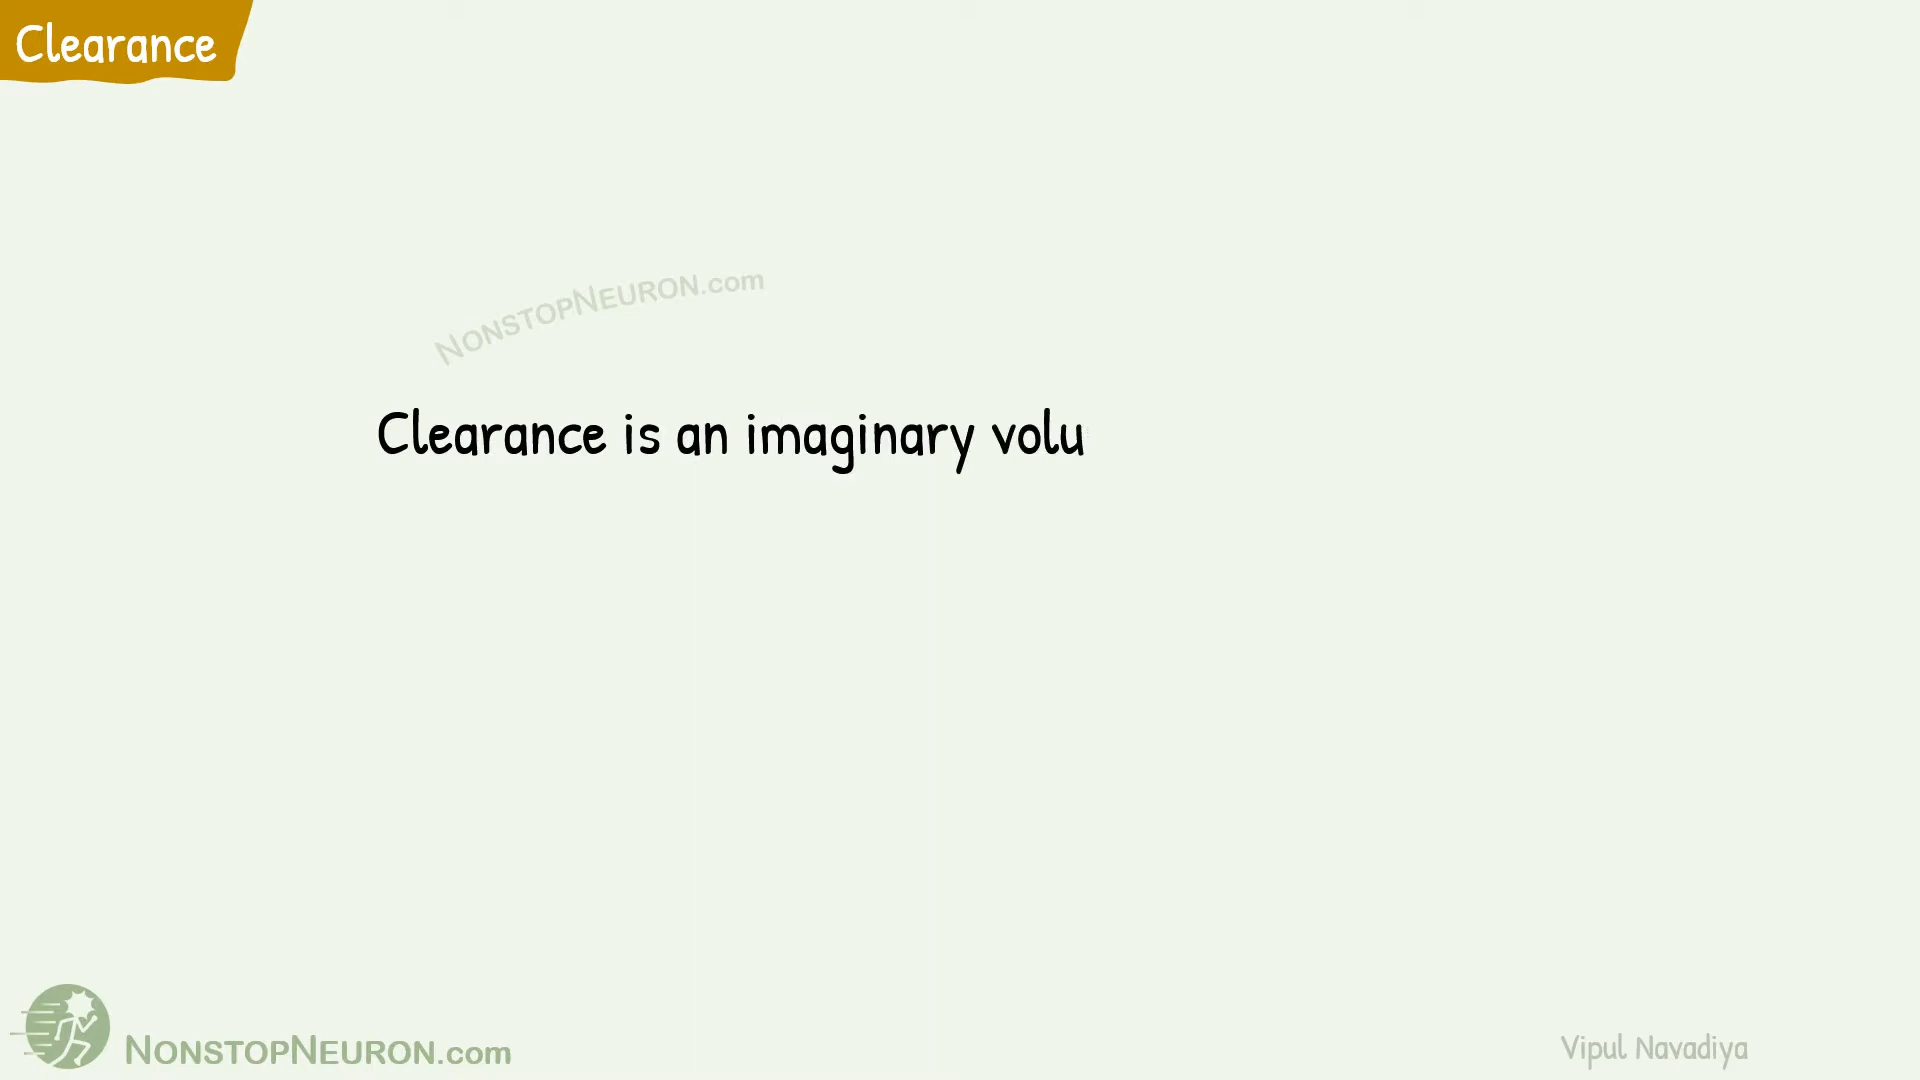 Clearance
NonstopNeuron.com
Clearance is an imaginary volu
NonstopNeuron.com
Vipul Navadiya